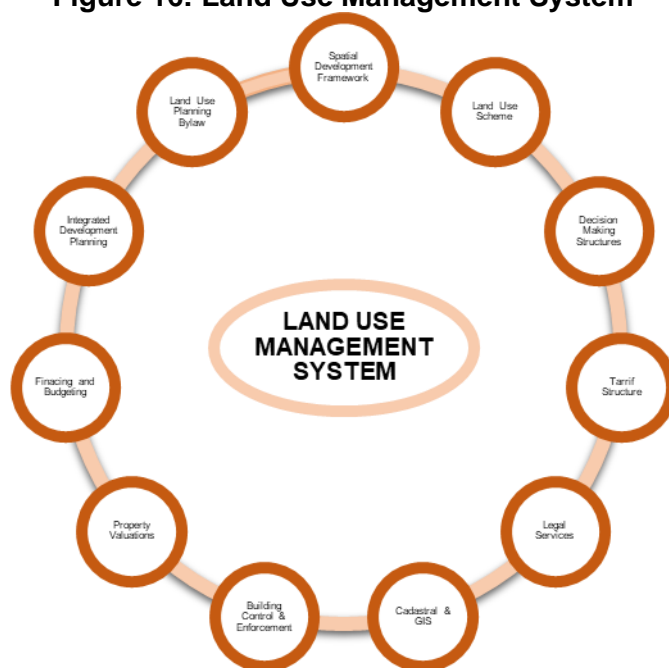 Figure 16: Land Use Management System
Spatial
Development
Framework
Land Use
Scheme
Decision
Making
Structures
Tarrif
Structure
Legal
Services
Cadastral &
GIS
Building
Control &
Enforcement
Property
Valuations
Finacing and
Budgeting
Integrated
Development
Planning
Land Use
Planning
Bylaw
LAND USE
MANAGEMENT
SYSTEM